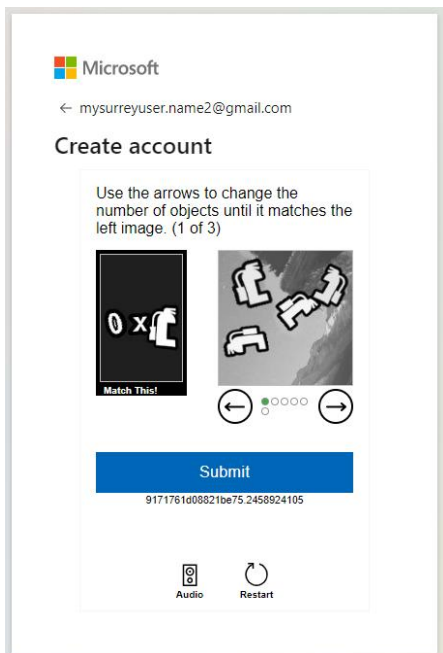 Microsoft
← mysurreyuser.name2@gmail.com
Create account
Use the arrows to change the
number of objects until it matches the
left image. (1 of 3)
0 x
Match This!
Submit
9171761d08821be75.2458924105
Audio
Restart